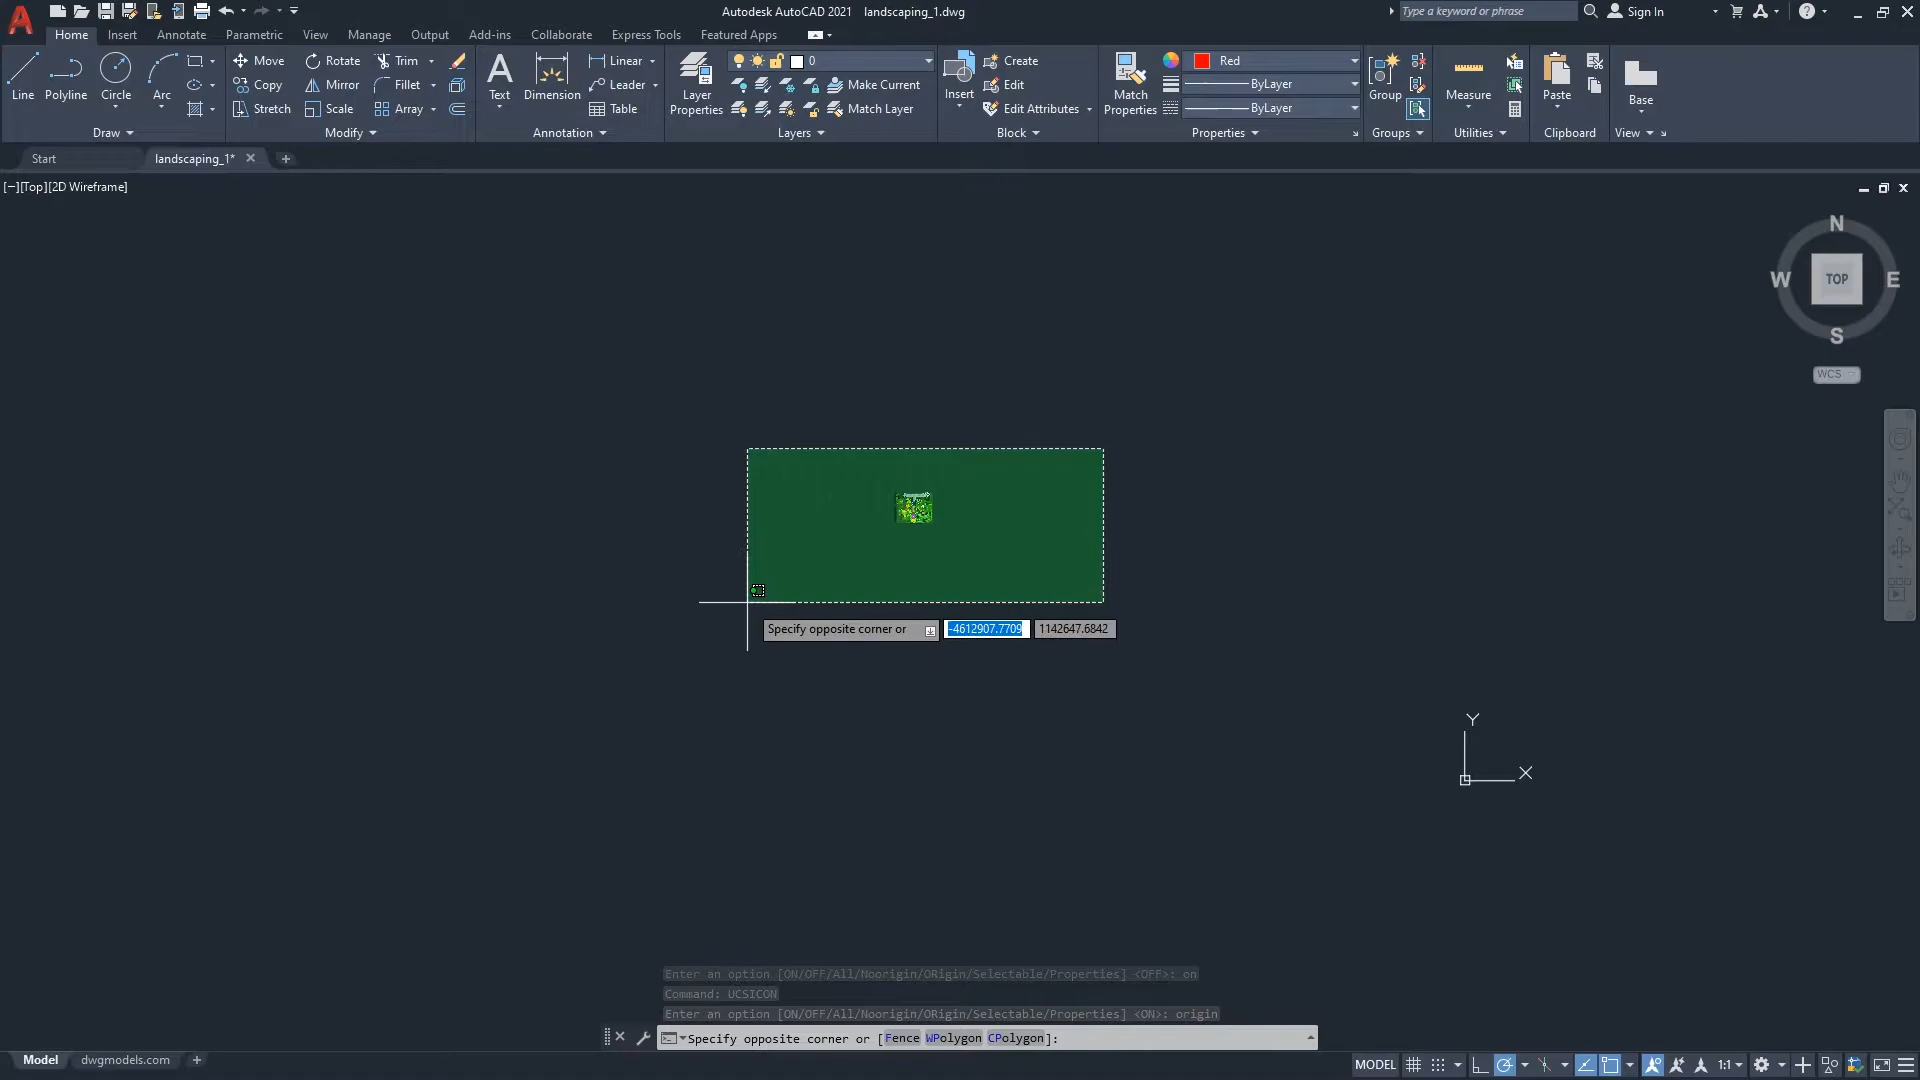 Autodesk AutoCAD 2021 landscaping_1.dwg
Type a keyword or phrase
Sign In
Home Insert Annotate Parametric View Manage Output Add-ins Collaborate Express Tools Featured Apps
Line
Polyline
Circle
Arc
Draw
Move
Rotate
Trim
Copy
Mirror
Fillet
Stretch
Scale
Array
Modify
Text
Dimension
Linear
Leader
Table
Annotation
Layer
Properties
0
Make Current
Match Layer
Layers
Insert
Create
Edit
Edit Attributes
Block
Match
Properties
Red
ByLayer
ByLayer
Properties
Group
Groups
Measure
Utilities
Paste
Clipboard
Base
View
Start
landscaping_1*
[−][Top][2D Wireframe]
N
W
TOP
E
S
WCS
Specify opposite corner or
-4612907.7709
1142647.6842
Y
X
Enter an option [ON/OFF/All/Noorigin/ORigin/Selectable/Properties] <OFF>: on
Command: UCSICON
Enter an option [ON/OFF/All/Noorigin/ORigin/Selectable/Properties] <ON>: origin
Specify opposite corner or [Fence WPolygon CPolygon]:
Model
dwgmodels.com
MODEL
1:1